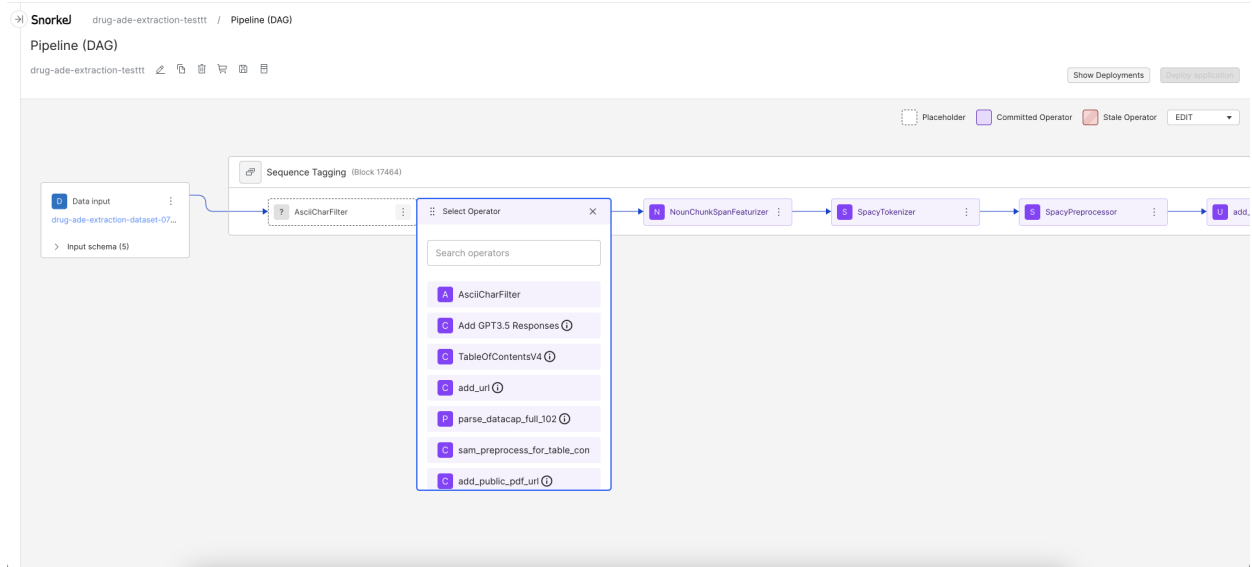 Snorkel drug-ade-extraction-testtt / Pipeline (DAG)
Pipeline (DAG)
drug-ade-extraction-testtt
Show Deployments Deploy application
Placeholder Committed Operator Stale Operator EDIT
Sequence Tagging (Block 17464)
D Data input
drug-ade-extraction-dataset-07...
Input schema (5)
? AsciiCharFilter
Select Operator
Search operators
A AsciiCharFilter
C Add GPT3.5 Responses
C TableOfContentsV4
C add_url
P parse_datacap_full_102
C sam_preprocess_for_table_con
C add_public_pdf_url
N NounChunkSpanFeaturizer
S SpacyTokenizer
S SpacyPreprocessor
U add_